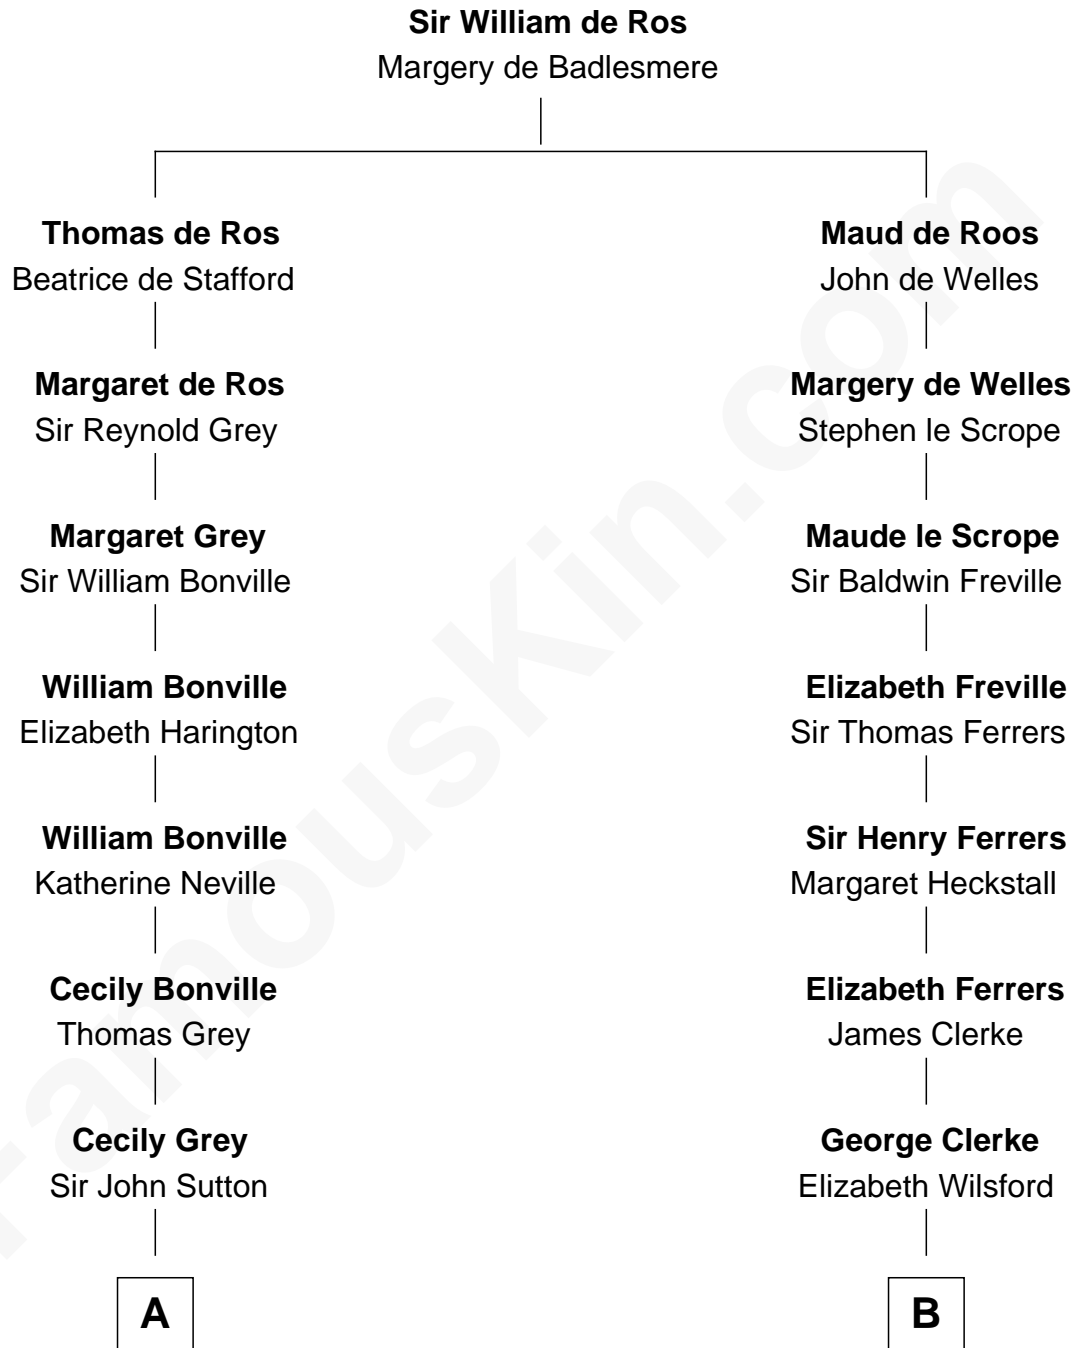 Sir William de Ros
Margery de Badlesmere
Thomas de Ros
Beatrice de Stafford
Maud de Roos
John de Welles
Margaret de Ros
Sir Reynold Grey
Margery de Welles
Stephen le Scrope
Margaret Grey
Sir William Bonville
Maude le Scrope
Sir Baldwin Freville
William Bonville
Elizabeth Harington
Elizabeth Freville
Sir Thomas Ferrers
William Bonville
Katherine Neville
Sir Henry Ferrers
Margaret Heckstall
Cecily Bonville
Thomas Grey
Elizabeth Ferrers
James Clerke
Cecily Grey
Sir John Sutton
George Clerke
Elizabeth Wilsford
A
B
FamousKin.com